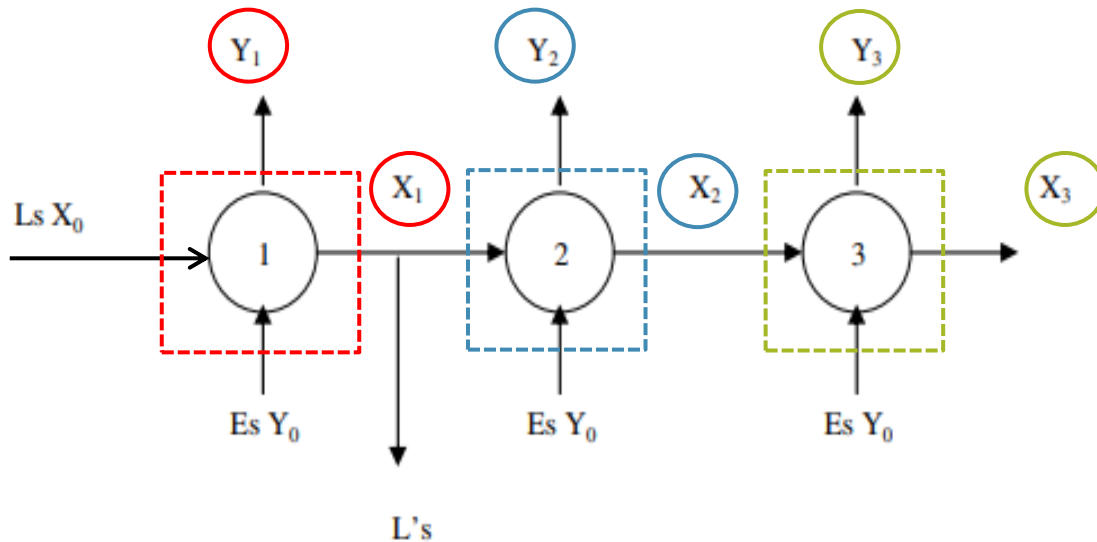 Y₁ Y₂ Y₃
X₁ X₂ X₃
Ls X₀
1 2 3
Es Y₀ Es Y₀ Es Y₀
L's